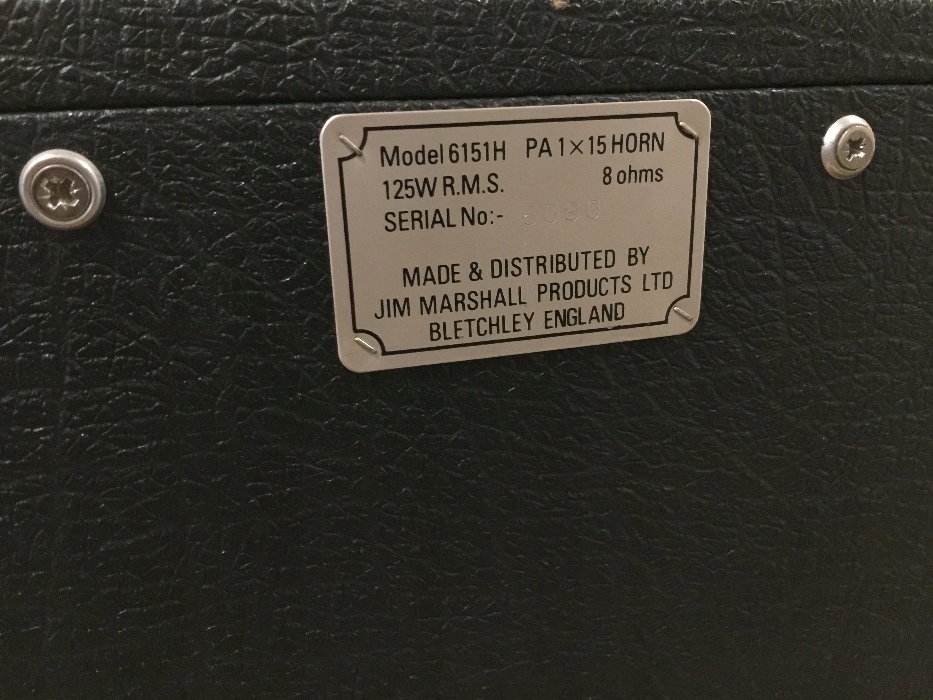 Model 6151H PA 1×15 HORN
125W R.M.S. 8 ohms
SERIAL No:-
MADE & DISTRIBUTED BY
JIM MARSHALL PRODUCTS LTD
BLETCHLEY ENGLAND